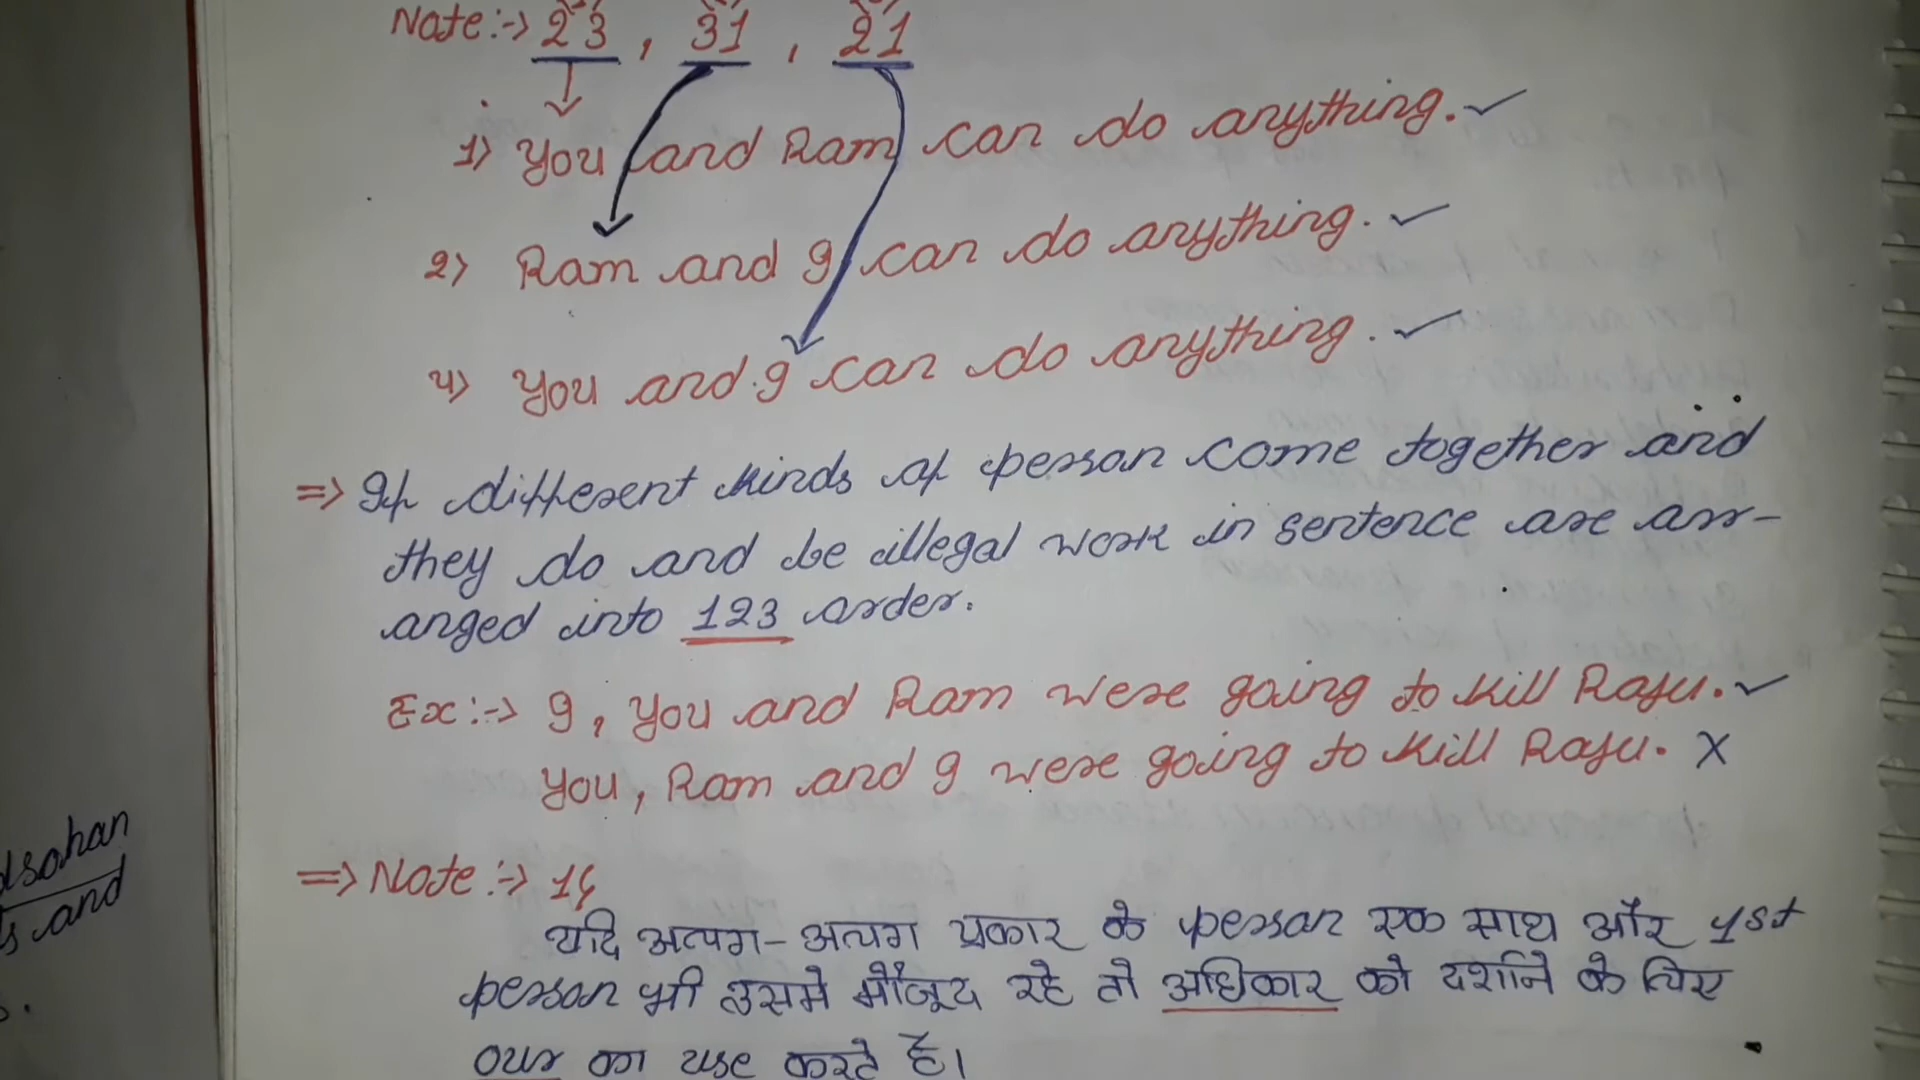 Note :-> 23 , 31 , 21
1) You and Ram can do anything. ✓
2) Ram and I can do anything. ✓
4) You and I can do anything. ✓
=> If different kinds of person come together and
they do and be illegal work in sentence are arr-
anged into 123 order.
Ex :-> I, You and Ram were going to kill Raju. ✓
You, Ram and I were going to kill Raju. X
=> Note :-> 1)
यदि अलग-अलग प्रकार के person एक साथ और 1st
person भी उसमे मौजूद रहे तो अधिकार को दर्शाने के लिए
our का use करते हैं।
sohan
and